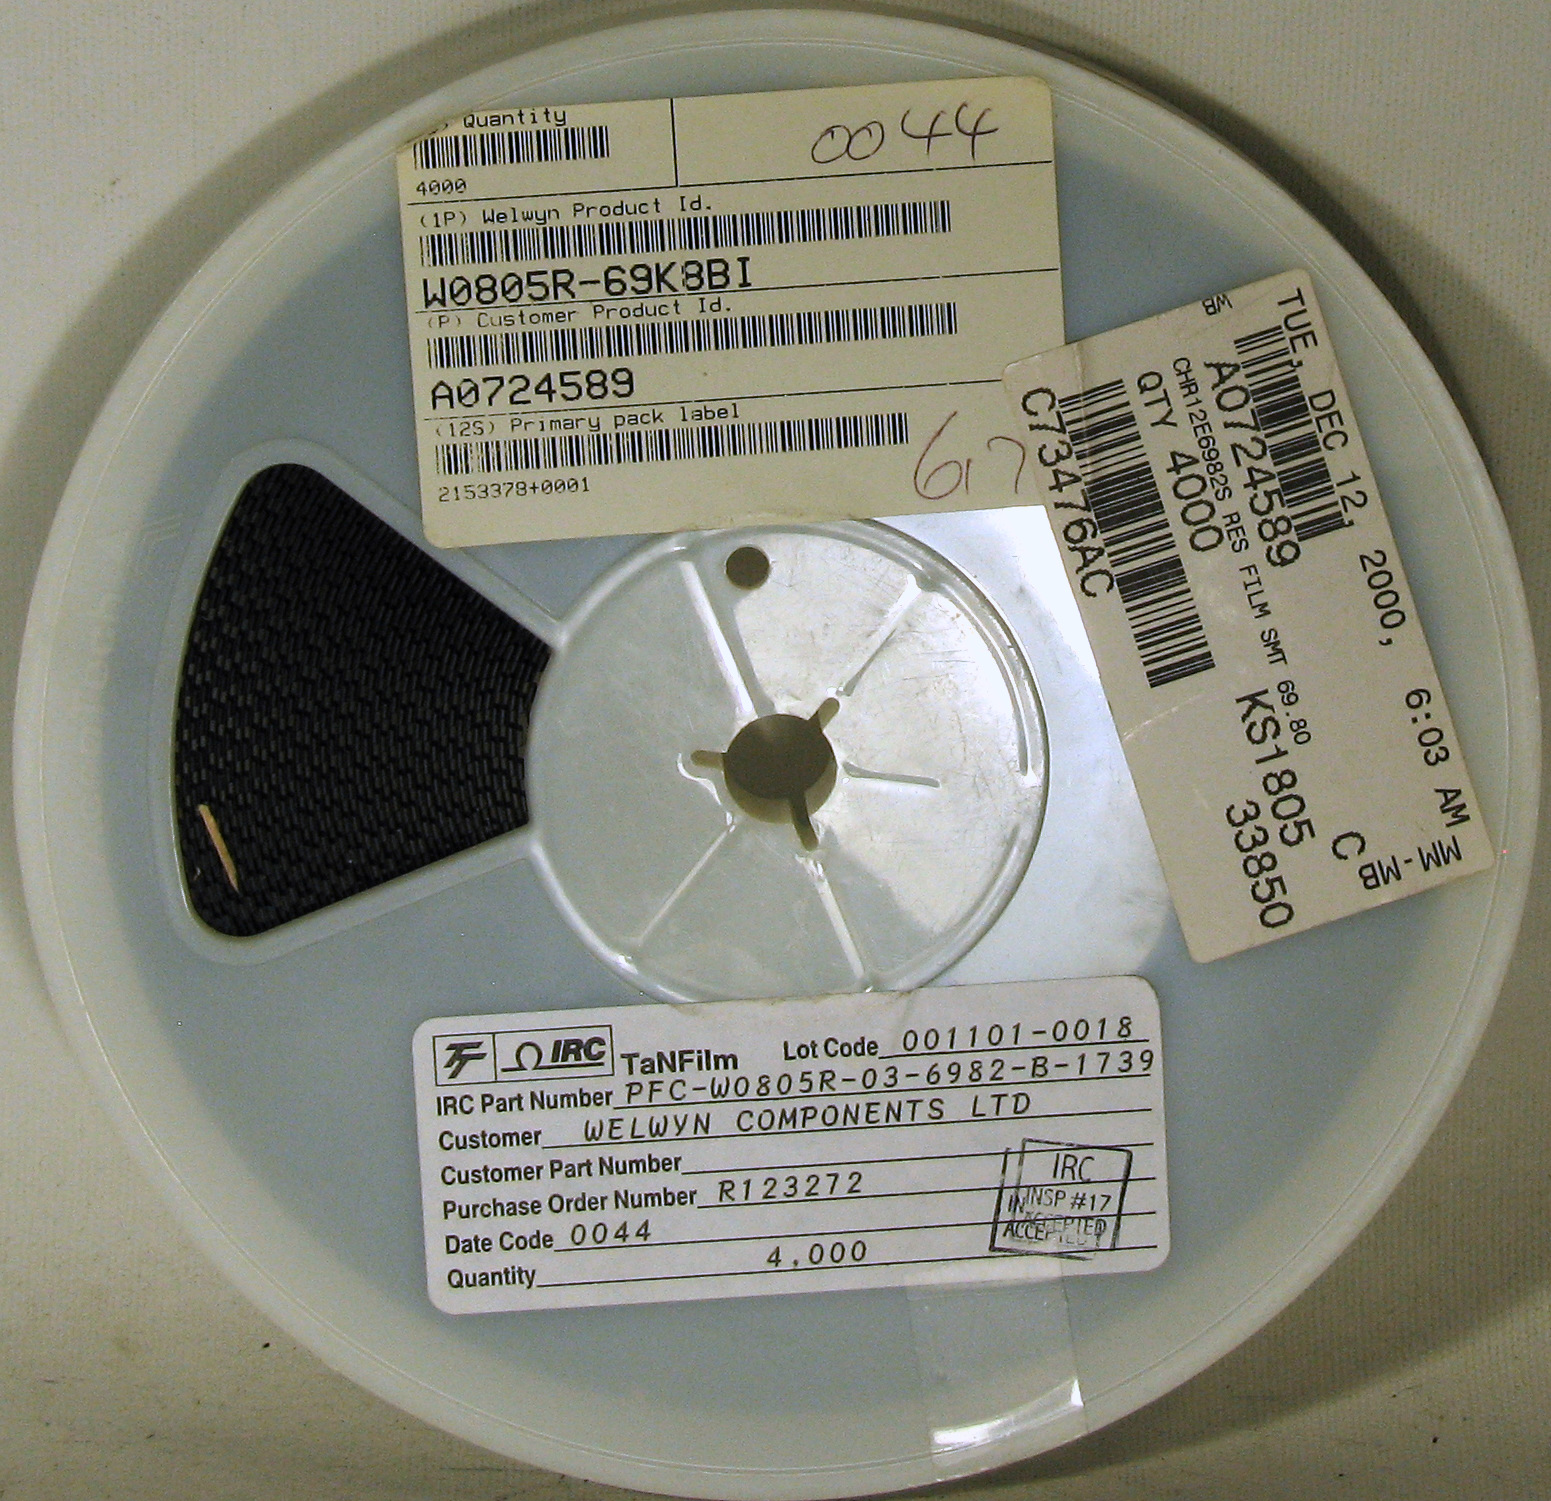 Quantity
0044
4000
(1P) Welwyn Product Id.
W0805R-69K8BI
(P) Customer Product Id.
A0724589
(12S) Primary pack label
2153378+0001
TUE, DEC 12, 2000, 6:03 AM
MB
A0724589
CHR12E6982S RES FILM SMT 69.80
QTY 4000
KS1805
33850
C
MM-MB
C73476AC
TT IRC TaNFilm Lot Code 001101-0018
IRC Part Number PFC-W0805R-03-6982-B-1739
Customer WELWYN COMPONENTS LTD
Customer Part Number
Purchase Order Number R123272
Date Code 0044
Quantity 4,000
IRC
INSP #17
ACCEPTED